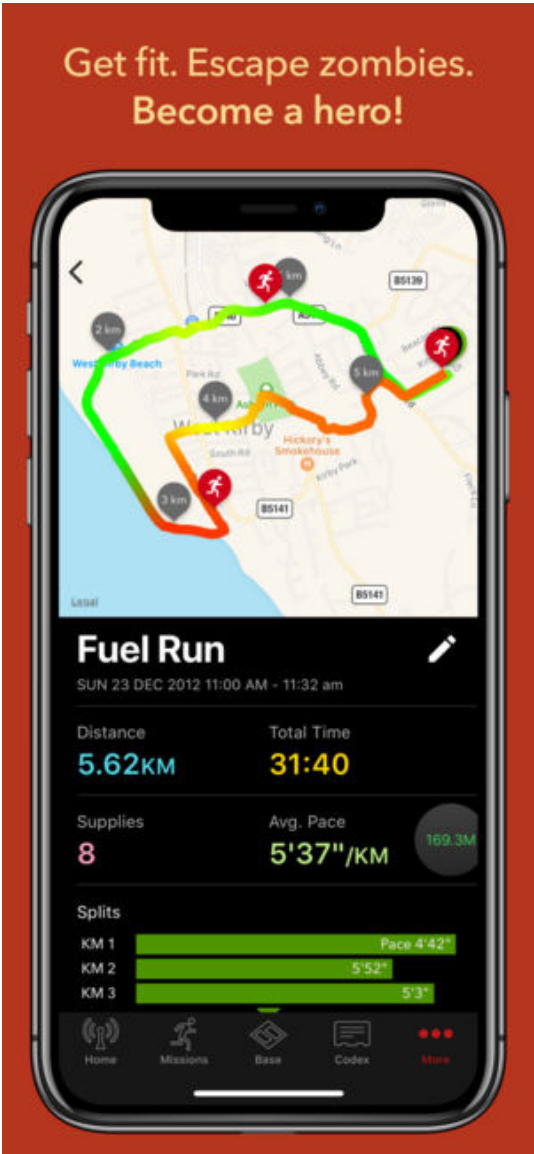 Get fit. Escape zombies.
Become a hero!
B5139
km
2 km
West Kirby Beach
Park Rd
Abbey Rd
5 km
4 km
West Kirby
South Rd
Hickory's
Smokehouse
Kirby Park
3 km
B5141
B5141
Legal
Fuel Run
SUN 23 DEC 2012 11:00 AM - 11:32 am
Distance
Total Time
5.62KM
31:40
Supplies
Avg. Pace
8
5'37"/KM
169.3M
Splits
KM 1
Pace 4'42"
KM 2
5'52"
KM 3
5'3"
Home
Missions
Base
Codex
More